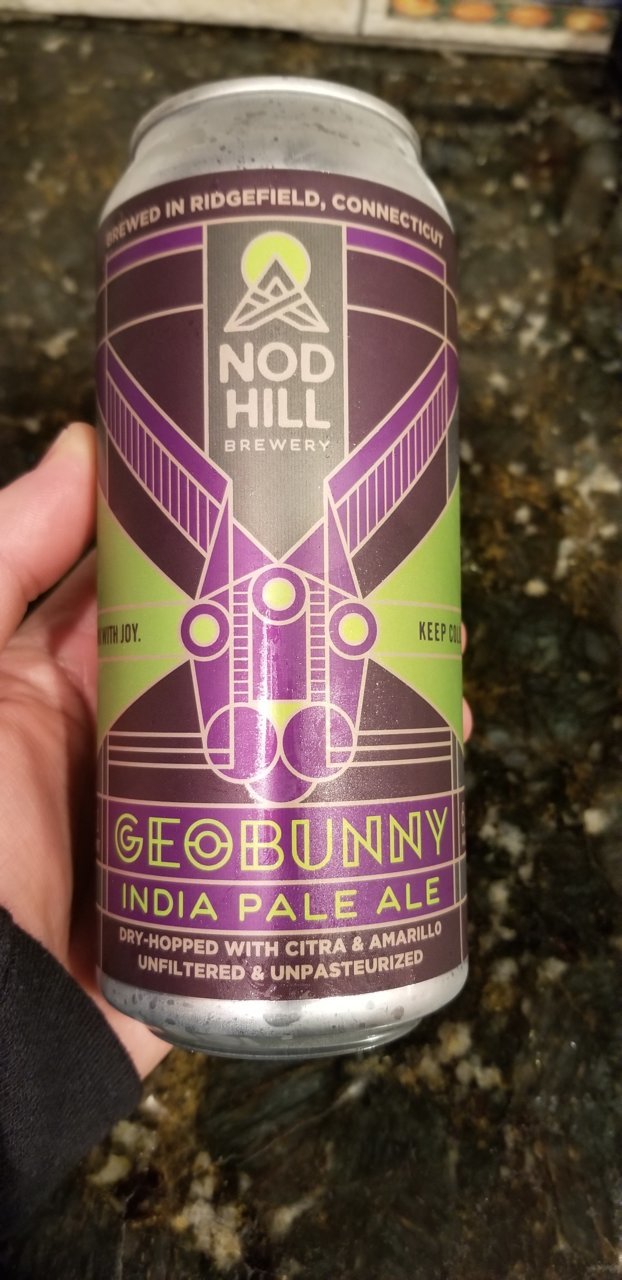 BREWED IN RIDGEFIELD, CONNECTICUT
NOD
HILL
BREWERY
WITH JOY.
KEEP COLD
GEOBUNNY
INDIA PALE ALE
DRY-HOPPED WITH CITRA & AMARILLO
UNFILTERED & UNPASTEURIZED